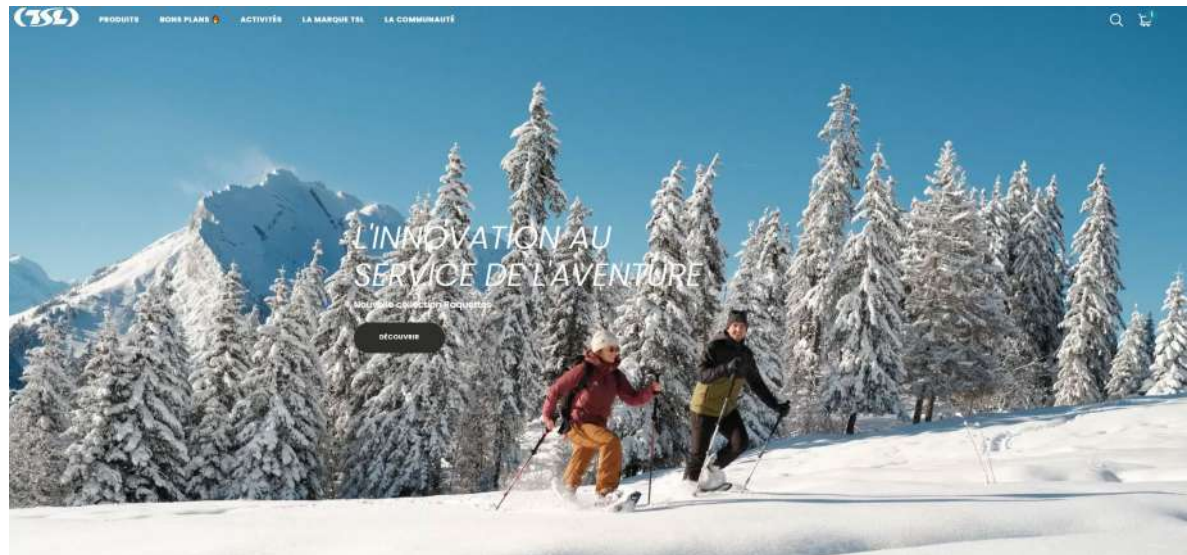 TSL
PRODUITS
BONS PLANS 🔥
ACTIVITÉS
LA MARQUE TSL
LA COMMUNAUTÉ
L'INNOVATION AU
SERVICE DE L'AVENTURE
Nouvelle collection Raquettes
DÉCOUVRIR